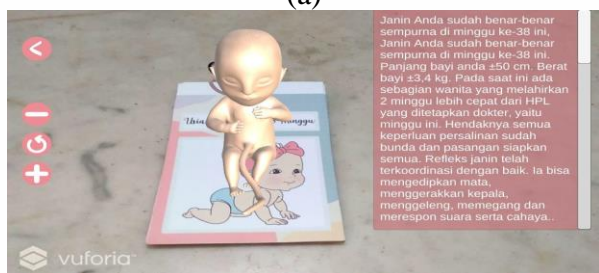 (a)
Janin Anda sudah benar-benar
sempurna di minggu ke-38 ini,
Janin Anda sudah benar-benar
sempurna di minggu ke-38 ini.
Panjang bayi anda ±50 cm. Berat
bayi ±3,4 kg. Pada saat ini ada
sebagian wanita yang melahirkan
2 minggu lebih cepat dari HPL
yang ditetapkan dokter, yaitu
minggu ini. Hendaknya semua
keperluan persalinan sudah
bunda dan pasangan siapkan
semua. Refleks janin telah
terkoordinasi dengan baik. Ia bisa
mengedipkan mata,
menggerakkan kepala,
menggeleng, memegang dan
merespon suara serta cahaya..
vuforia